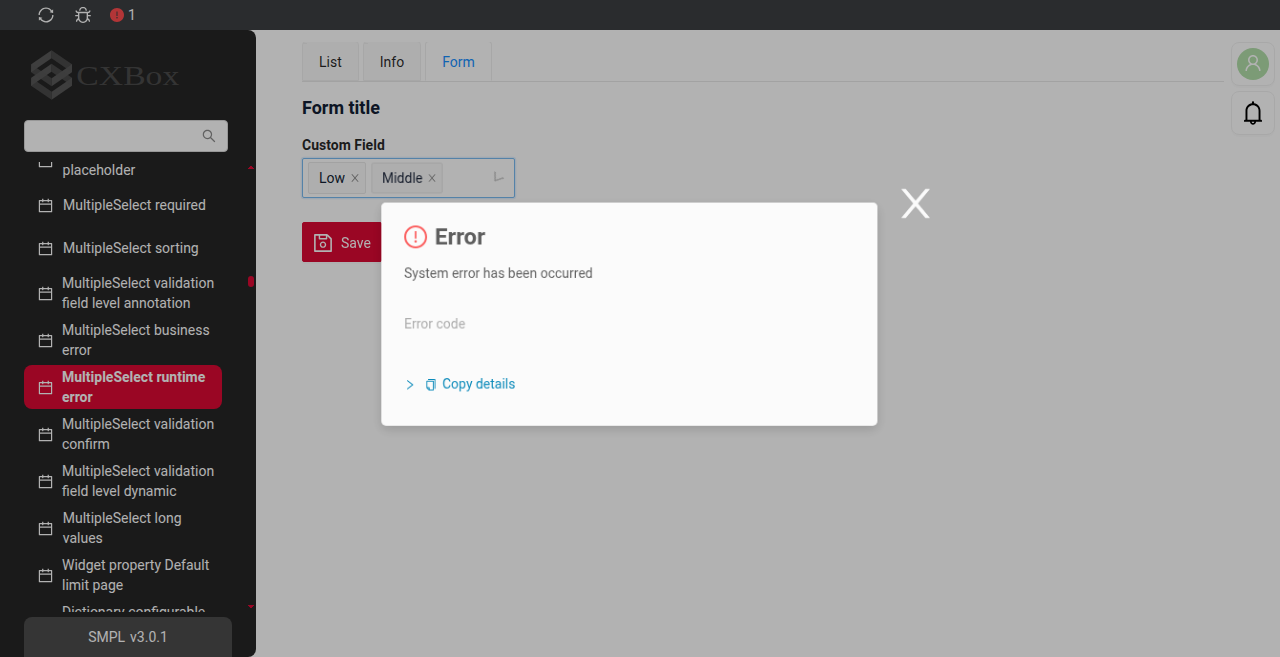 1
CXBox
List
Info
Form
Form title
Custom Field
Low
Middle
Save
Error
System error has been occurred
Error code
Copy details
placeholder
MultipleSelect required
MultipleSelect sorting
MultipleSelect validation
field level annotation
MultipleSelect business
error
MultipleSelect runtime
error
MultipleSelect validation
confirm
MultipleSelect validation
field level dynamic
MultipleSelect long
values
Widget property Default
limit page
Dictionary configurable
SMPL v3.0.1